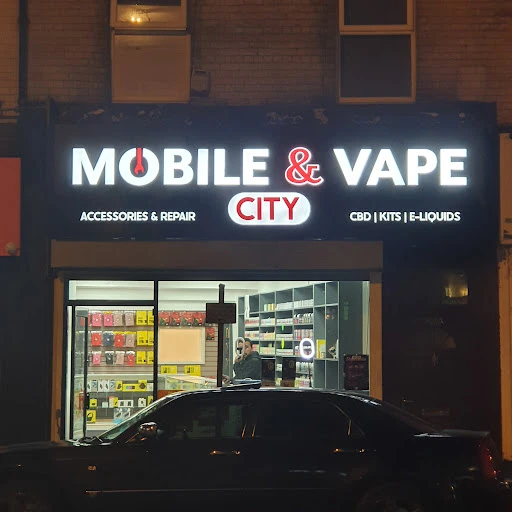 MOBILE & VAPE
CITY
ACCESSORIES & REPAIR
CBD | KITS | E-LIQUIDS